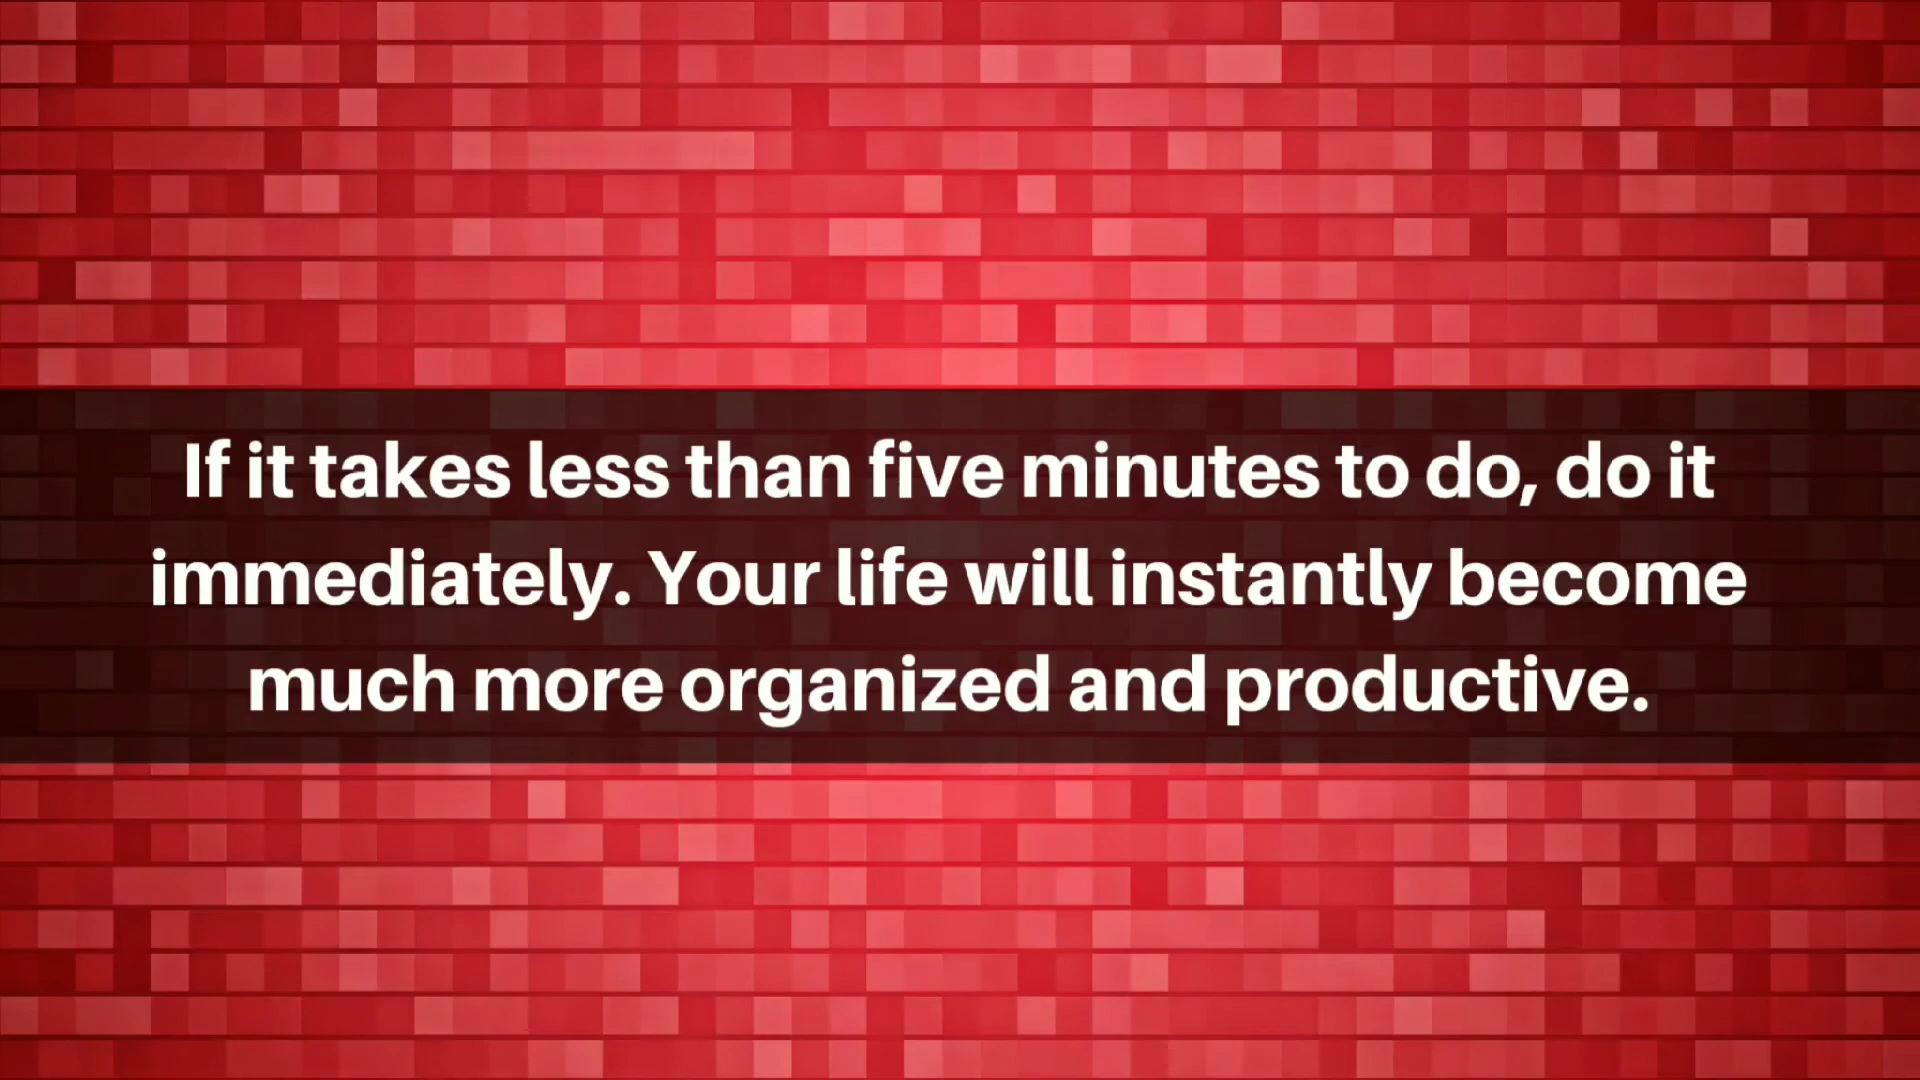 If it takes less than five minutes to do, do it
immediately. Your life will instantly become
much more organized and productive.